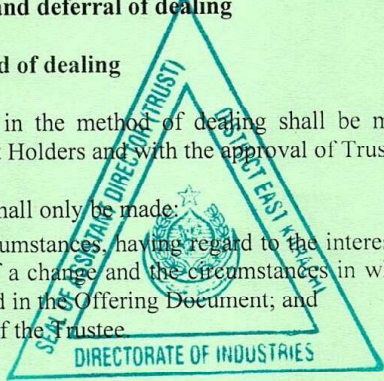 and deferral of dealing
d of dealing
in the method of dealing shall be m
t Holders and with the approval of Trus
hall only be made:
cumstances, having regard to the interes
f a change and the circumstances in wh
d in the Offering Document; and
of the Trustee.
SEAL OF ASSISTANT DIRECTOR (TRUST)
DISTRICT EAST KARACHI
DIRECTORATE OF INDUSTRIES